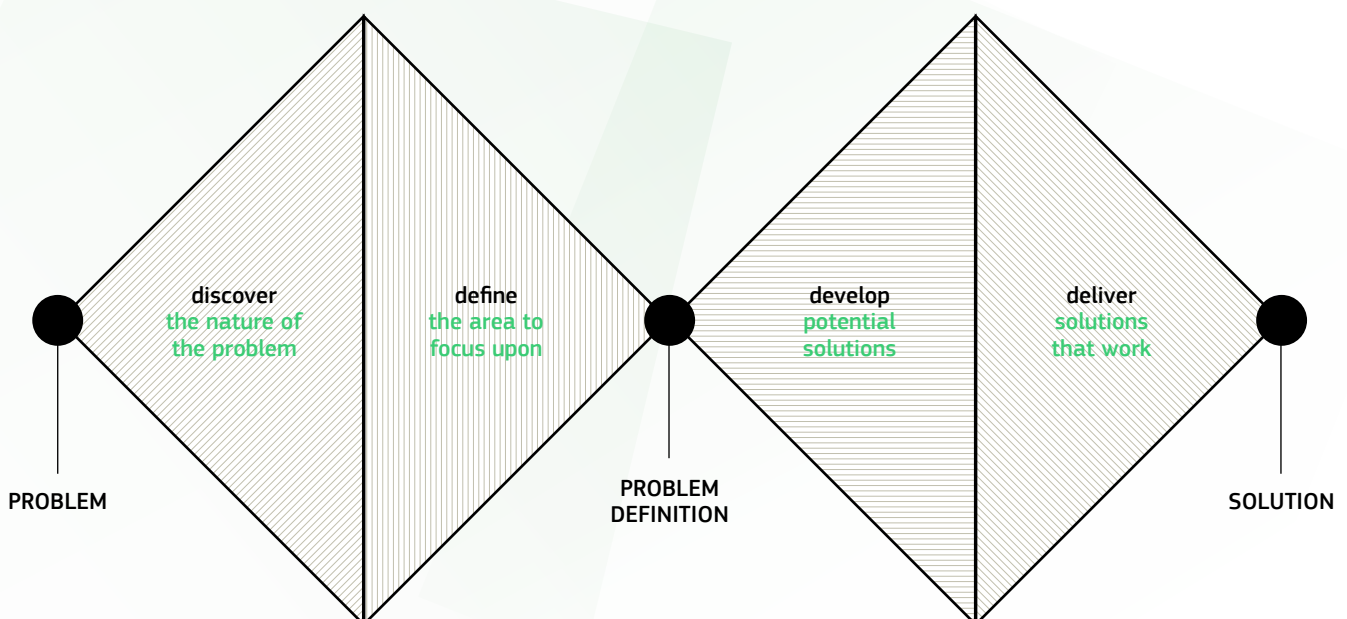 discover
the nature of
the problem
define
the area to
focus upon
develop
potential
solutions
deliver
solutions
that work
PROBLEM
PROBLEM
DEFINITION
SOLUTION